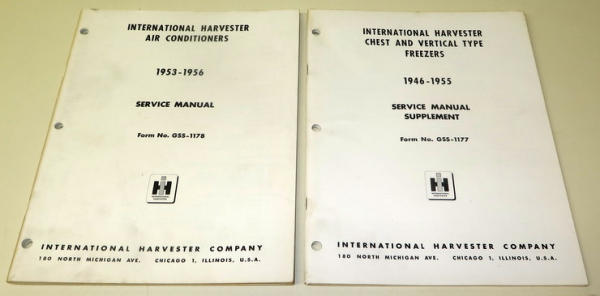 INTERNATIONAL HARVESTER
AIR CONDITIONERS
1953-1956
SERVICE MANUAL
Form No. GSS-1178
IH
INTERNATIONAL HARVESTER COMPANY
180 NORTH MICHIGAN AVE. CHICAGO 1, ILLINOIS, U.S.A.
INTERNATIONAL HARVESTER
CHEST AND VERTICAL TYPE
FREEZERS
1946-1955
SERVICE MANUAL
SUPPLEMENT
Form No. GSS-1177
IH
INTERNATIONAL HARVESTER COMPANY
180 NORTH MICHIGAN AVE. CHICAGO 1, ILLINOIS, U.S.A.